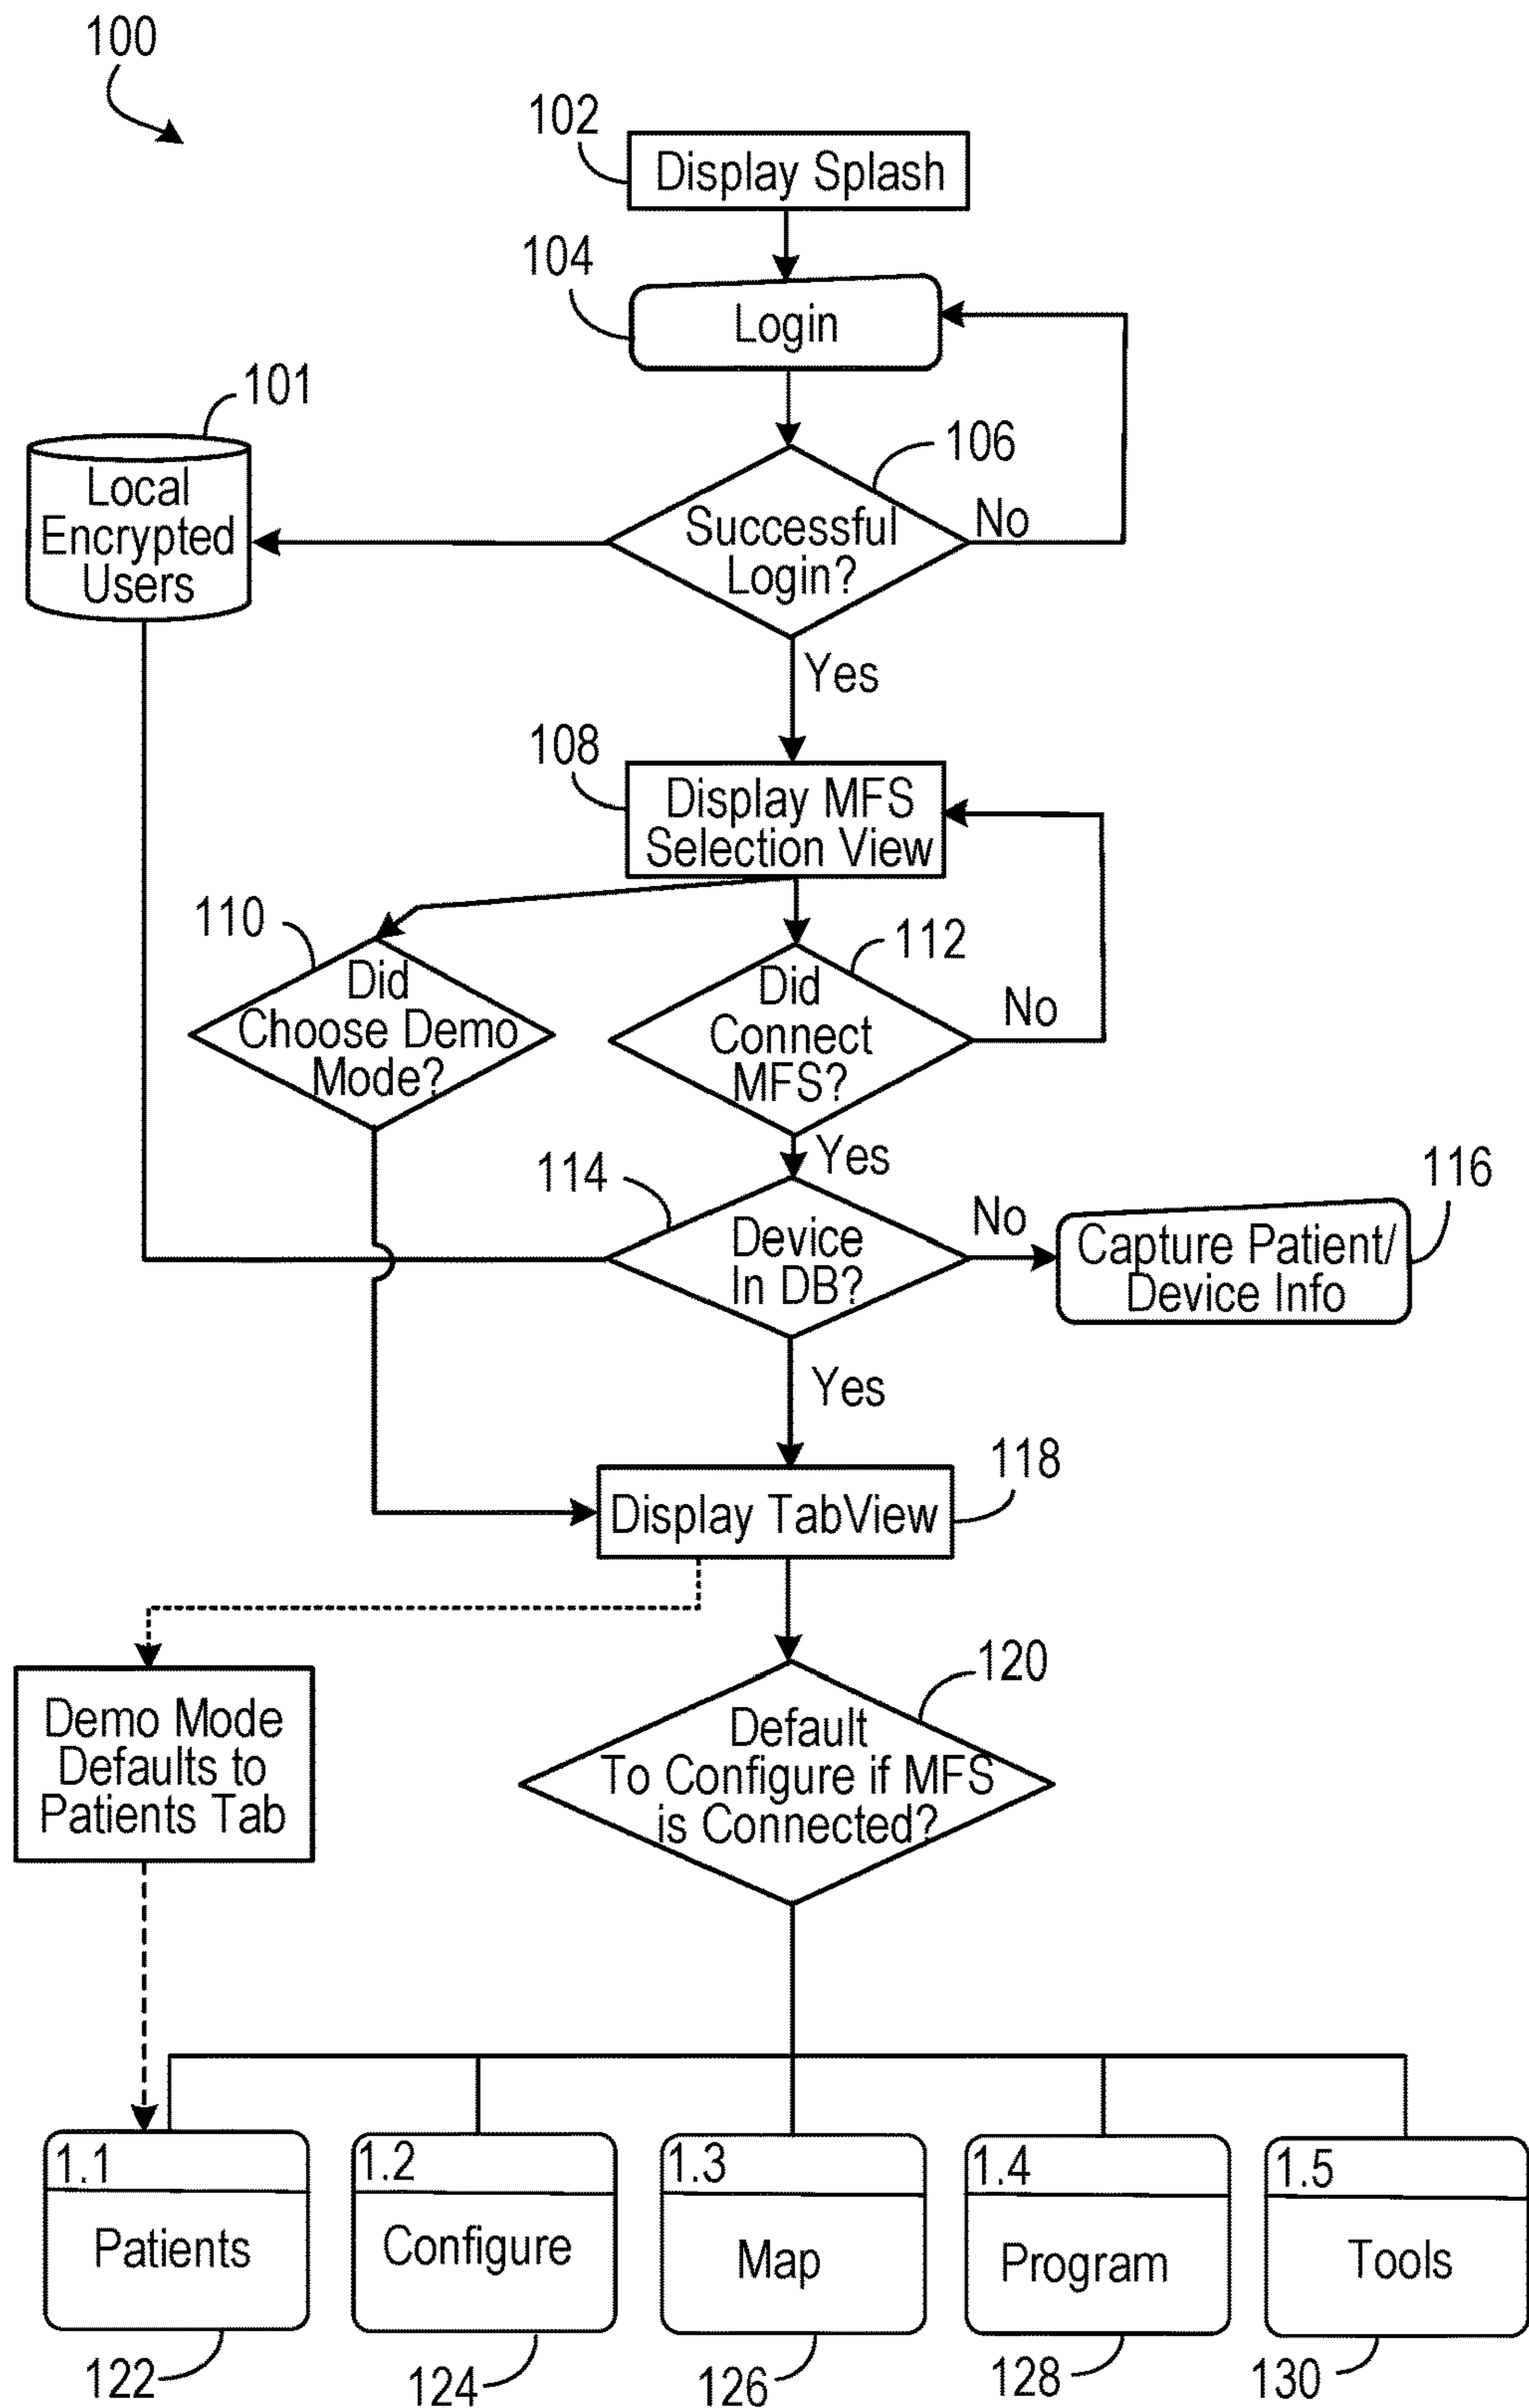 100
102
Display Splash
104
Login
101
106
Local
Encrypted
Users
Successful
Login?
No
Yes
108
Display MFS
Selection View
110
112
Did
Choose Demo
Mode?
Did
Connect
MFS?
No
Yes
114
116
Device
In DB?
No
Capture Patient/
Device Info
Yes
118
Display TabView
120
Demo Mode
Defaults to
Patients Tab
Default
To Configure if MFS
is Connected?
1.1
Patients
1.2
Configure
1.3
Map
1.4
Program
1.5
Tools
122
124
126
128
130